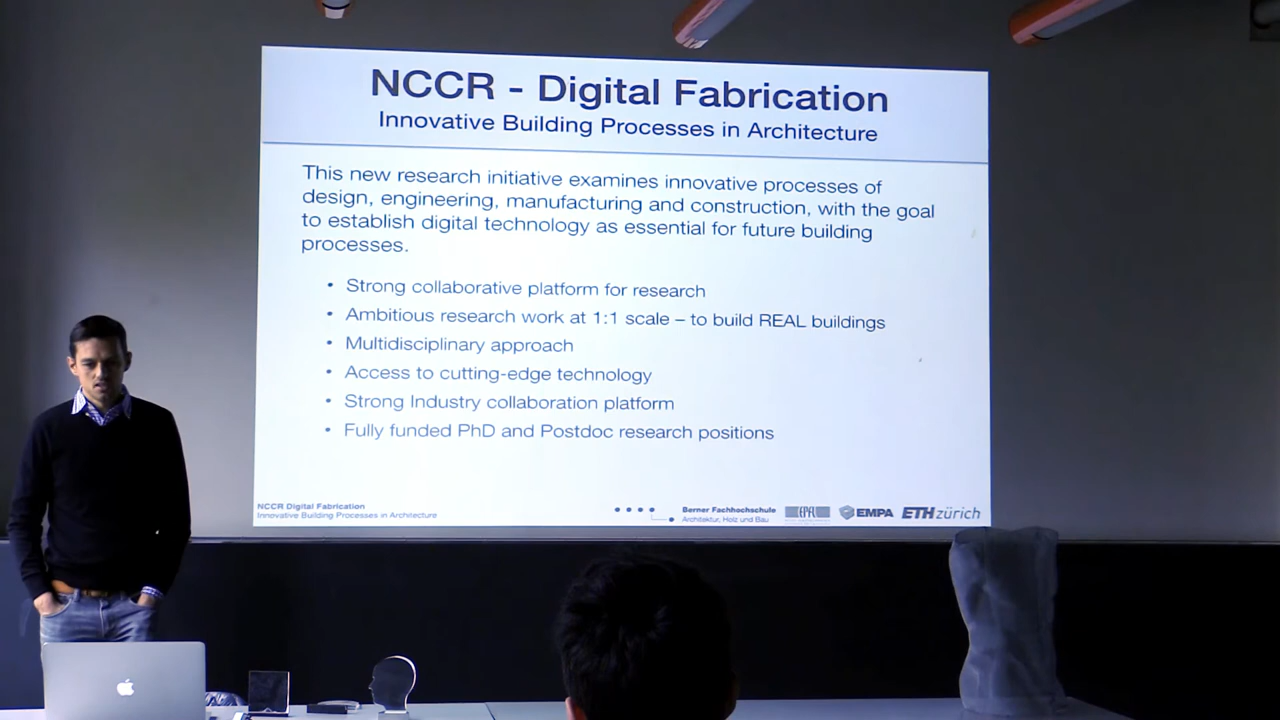 NCCR - Digital Fabrication
Innovative Building Processes in Architecture
This new research initiative examines innovative processes of
design, engineering, manufacturing and construction, with the goal
to establish digital technology as essential for future building
processes.
• Strong collaborative platform for research
• Ambitious research work at 1:1 scale – to build REAL buildings
• Multidisciplinary approach
• Access to cutting-edge technology
• Strong Industry collaboration platform
• Fully funded PhD and Postdoc research positions
NCCR Digital Fabrication
Innovative Building Processes in Architecture
Berner Fachhochschule
Architektur, Holz und Bau
EPFL
EMPA
ETH zürich